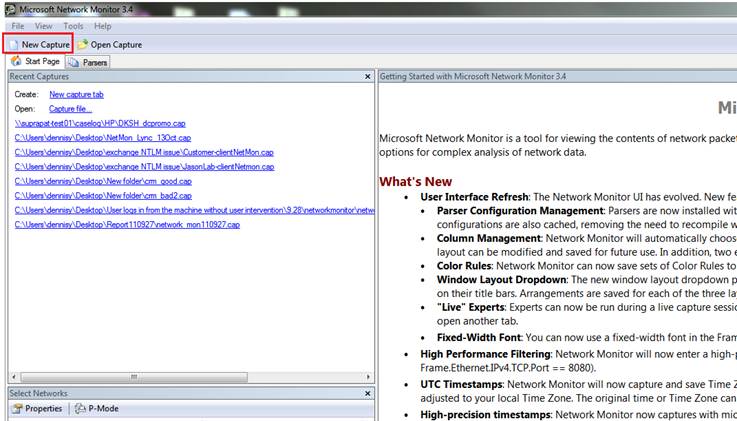 Microsoft Network Monitor 3.4
File View Tools Help
New Capture Open Capture
Start Page Parsers
Recent Captures
Create: New capture tab
Open: Capture file...
\\suprapat-test01\caselog\HP\DKSH_dcpromo.cap
C:\Users\dennisy\Desktop\NetMon_Lync_13Oct.cap
C:\Users\dennisy\Desktop\exchange NTLM issue\Customer-clientNetMon.cap
C:\Users\dennisy\Desktop\exchange NTLM issue\JasonLab-clientNetmon.cap
C:\Users\dennisy\Desktop\New folder\crm_good.cap
C:\Users\dennisy\Desktop\New folder\crm_bad2.cap
C:\Users\dennisy\Desktop\User logs in from the machine without user intervention\9.28\networkmonitor\netw
C:\Users\dennisy\Desktop\Report110927\network_mon110927.cap
Select Networks
Properties P-Mode
Getting Started with Microsoft Network Monitor 3.4
Mi
Microsoft Network Monitor is a tool for viewing the contents of network packet
options for complex analysis of network data.
What's New
• User Interface Refresh: The Network Monitor UI has evolved. New fe
• Parser Configuration Management: Parsers are now installed wit
configurations are also cached, removing the need to recompile w
• Column Management: Network Monitor will automatically choos
layout can be modified and saved for future use. In addition, two e
• Color Rules: Network Monitor can now save sets of Color Rules to
• Window Layout Dropdown: The new window layout dropdown p
on their title bars. Arrangements are saved for each of the three la
• "Live" Experts: Experts can now be run during a live capture sessi
open another tab.
• Fixed-Width Font: You can now use a fixed-width font in the Fram
• High Performance Filtering: Network Monitor will now enter a high-p
Frame.Ethernet.IPv4.TCP.Port == 8080).
• UTC Timestamps: Network Monitor will now capture and save Time Z
adjusted to your local Time Zone. The original time or Time Zone can
• High-precision timestamps: Network Monitor now captures with mic